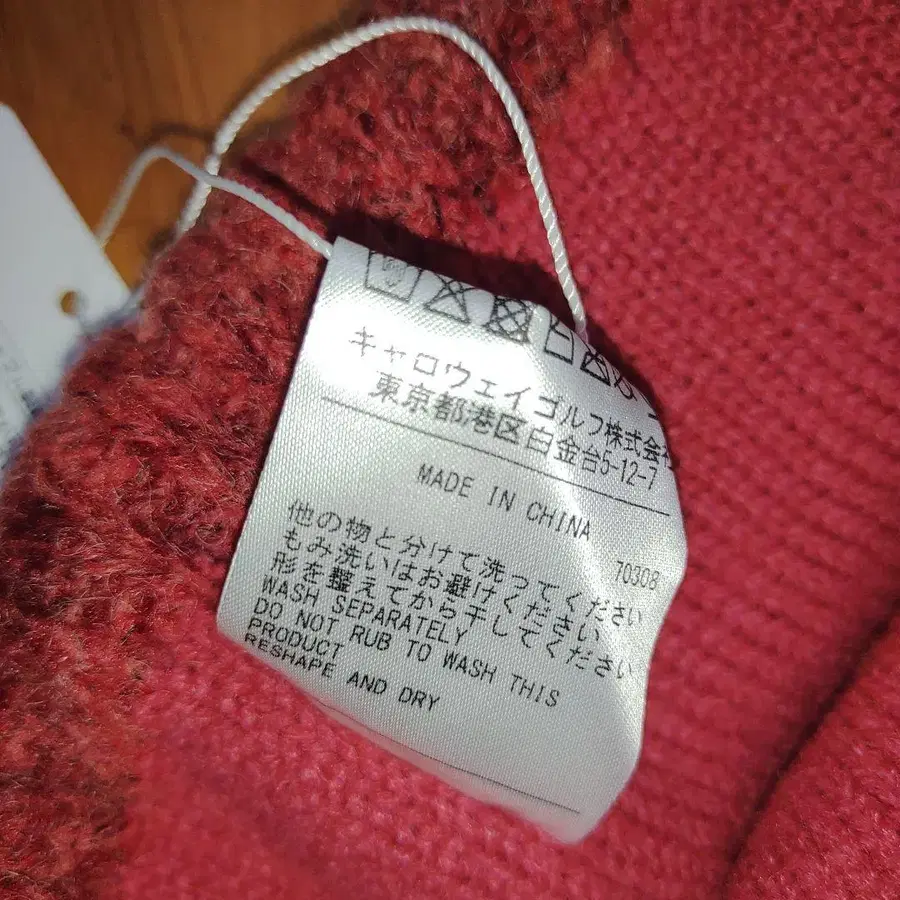 キャロウェイゴルフ株式会社
東京都港区白金台5-12-7
MADE IN CHINA
70308
他の物と分けて洗ってください
もみ洗いはお避けください
形を整えてから干してください
WASH SEPARATELY
DO NOT RUB TO WASH THIS
PRODUCT
RESHAPE AND DRY